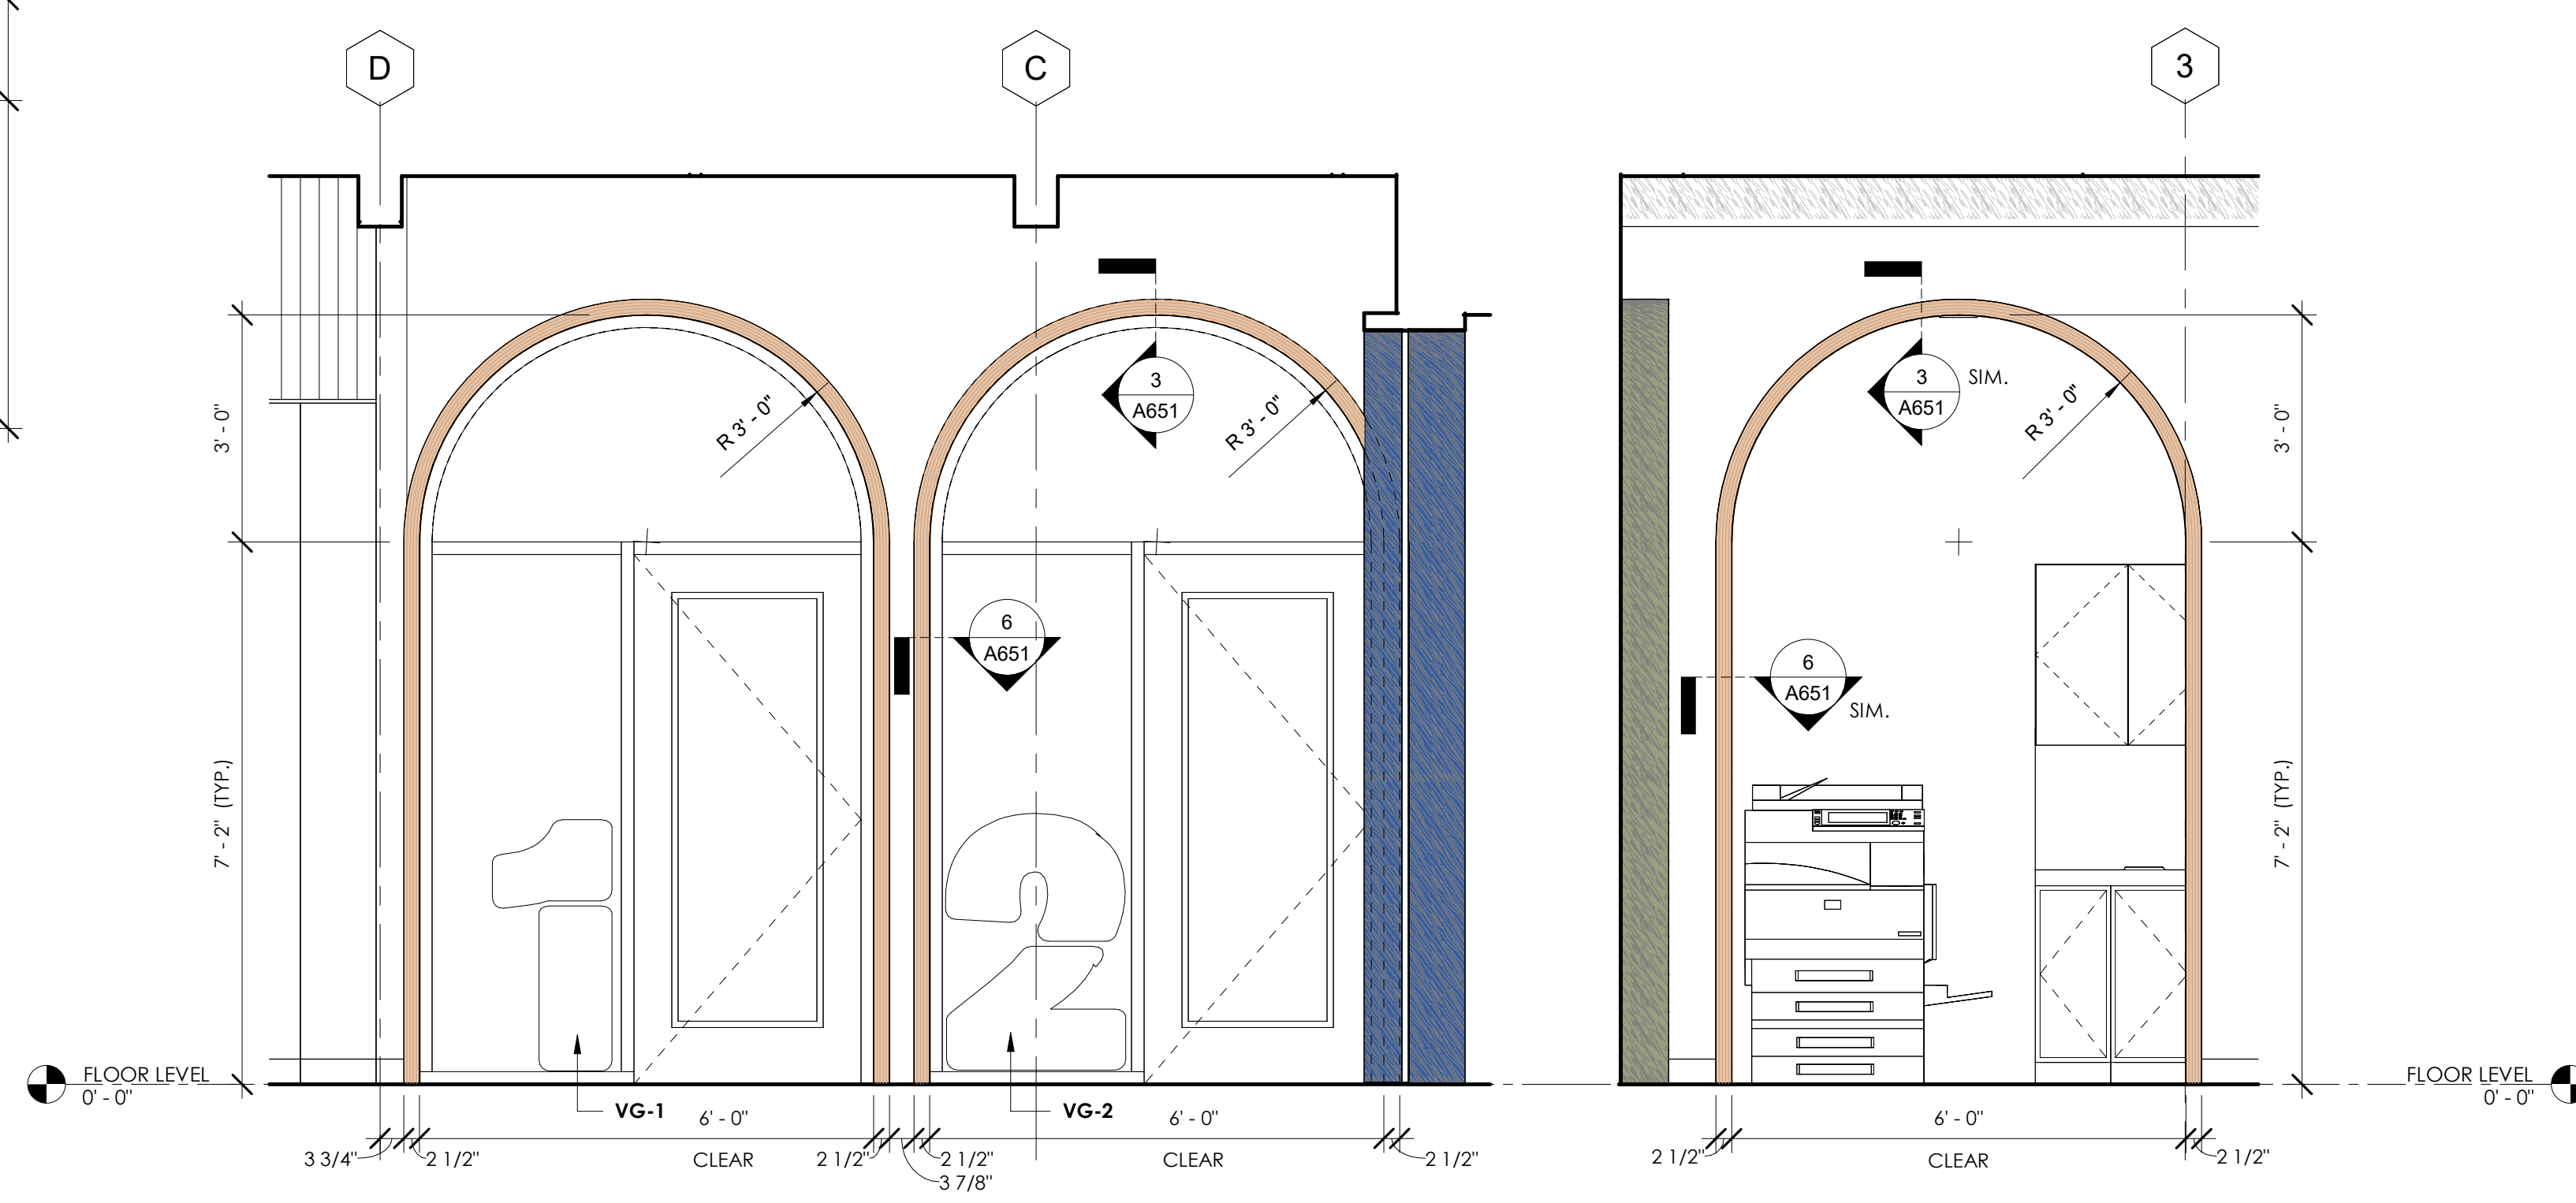 D
C
3
3
A651
3
A651
SIM.
R 3' - 0"
R 3' - 0"
R 3' - 0"
3' - 0"
3' - 0"
6
A651
6
A651
SIM.
7' - 2" (TYP.)
7' - 2" (TYP.)
1
2
FLOOR LEVEL
0' - 0"
FLOOR LEVEL
0' - 0"
VG-1
VG-2
6' - 0"
6' - 0"
6' - 0"
3 3/4"
2 1/2"
CLEAR
2 1/2"
2 1/2"
CLEAR
2 1/2"
2 1/2"
CLEAR
2 1/2"
3 7/8"